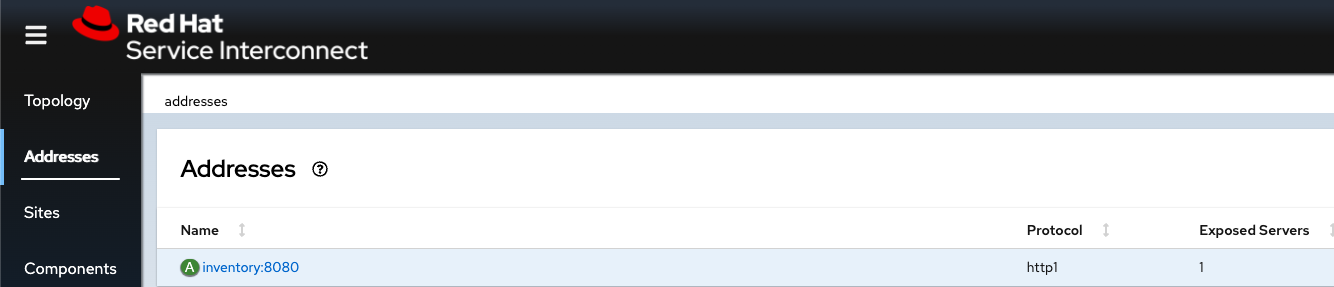 Red Hat
Service Interconnect
Topology
Addresses
Sites
Components
addresses
Addresses ?
Name Protocol Exposed Servers
A inventory:8080 http1 1